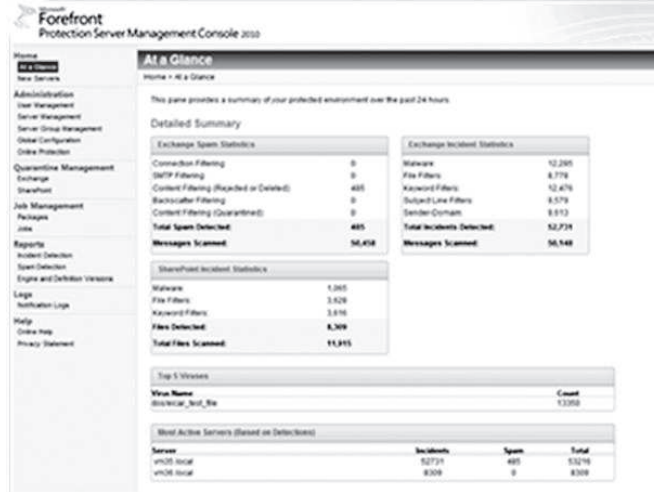 Microsoft
Forefront
Protection Server Management Console 2010
Home
At a Glance
New Servers
Administration
User Management
Server Management
Server Group Management
Global Configuration
Online Protection
Quarantine Management
Exchange
SharePoint
Job Management
Packages
Jobs
Reports
Incident Detection
Spam Detection
Engine and Definition Versions
Logs
Notification Logs
Help
Online Help
Privacy Statement
At a Glance
Home > At a Glance
This pane provides a summary of your protected environment over the past 24 hours
Detailed Summary
Exchange Spam Statistics
Connection Filtering 0
SMTP Filtering 0
Content Filtering (Rejected or Deleted) 485
Backscatter Filtering 0
Content Filtering (Quarantined) 0
Total Spam Detected: 485
Messages Scanned: 50,458
Exchange Incident Statistics
Malware: 12,285
File Filters: 8,778
Keyword Filters: 12,476
Subject Line Filters: 9,579
Sender-Domain: 9,613
Total Incidents Detected: 52,731
Messages Scanned: 56,148
SharePoint Incident Statistics
Malware: 1,065
File Filters: 3,628
Keyword Filters: 3,616
Files Detected: 8,309
Total Files Scanned: 11,915
Top 5 Viruses
Virus Name Count
dos/eicar_test_file 13350
Most Active Servers (Based on Detections)
Server Incidents Spam Total
vm35.local 52731 485 53216
vm36.local 8309 0 8309